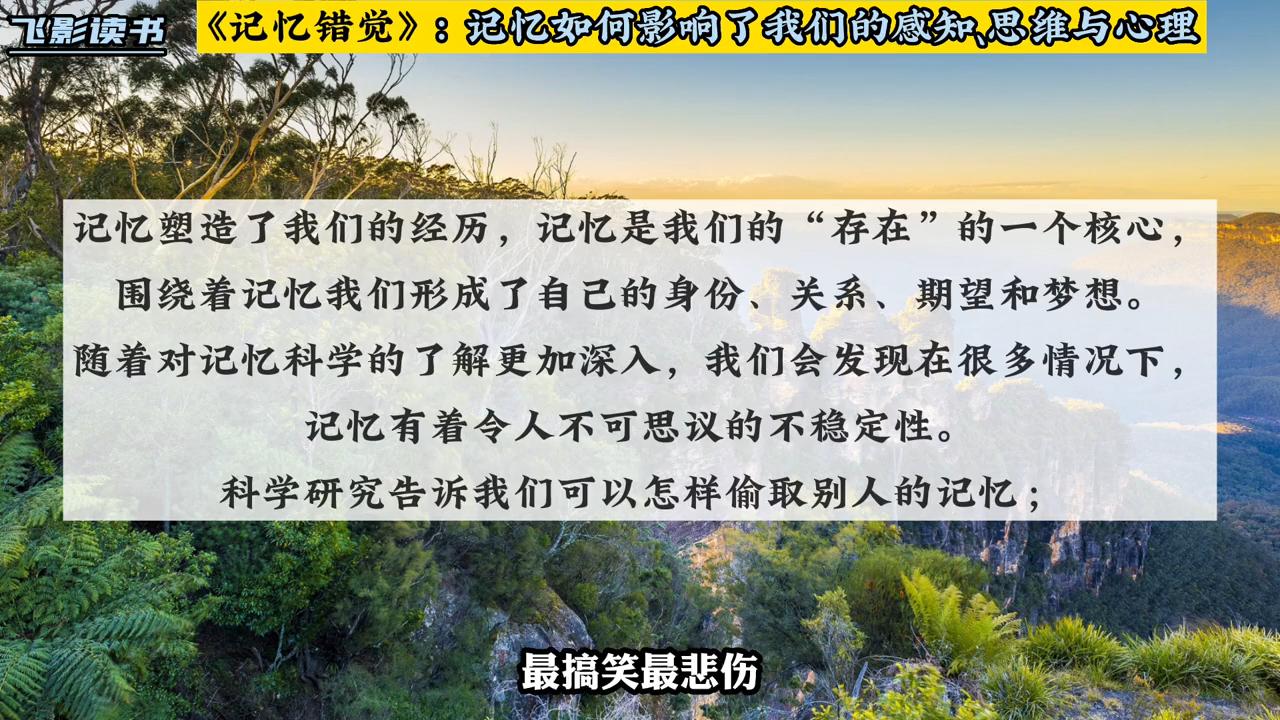 飞影读书
《记忆错觉》：记忆如何影响了我们的感知、思维与心理
记忆塑造了我们的经历，记忆是我们的“存在”的一个核心，
围绕着记忆我们形成了自己的身份、关系、期望和梦想。
随着对记忆科学的了解更加深入，我们会发现在很多情况下，
记忆有着令人不可思议的不稳定性。
科学研究告诉我们可以怎样偷取别人的记忆；
最搞笑最悲伤